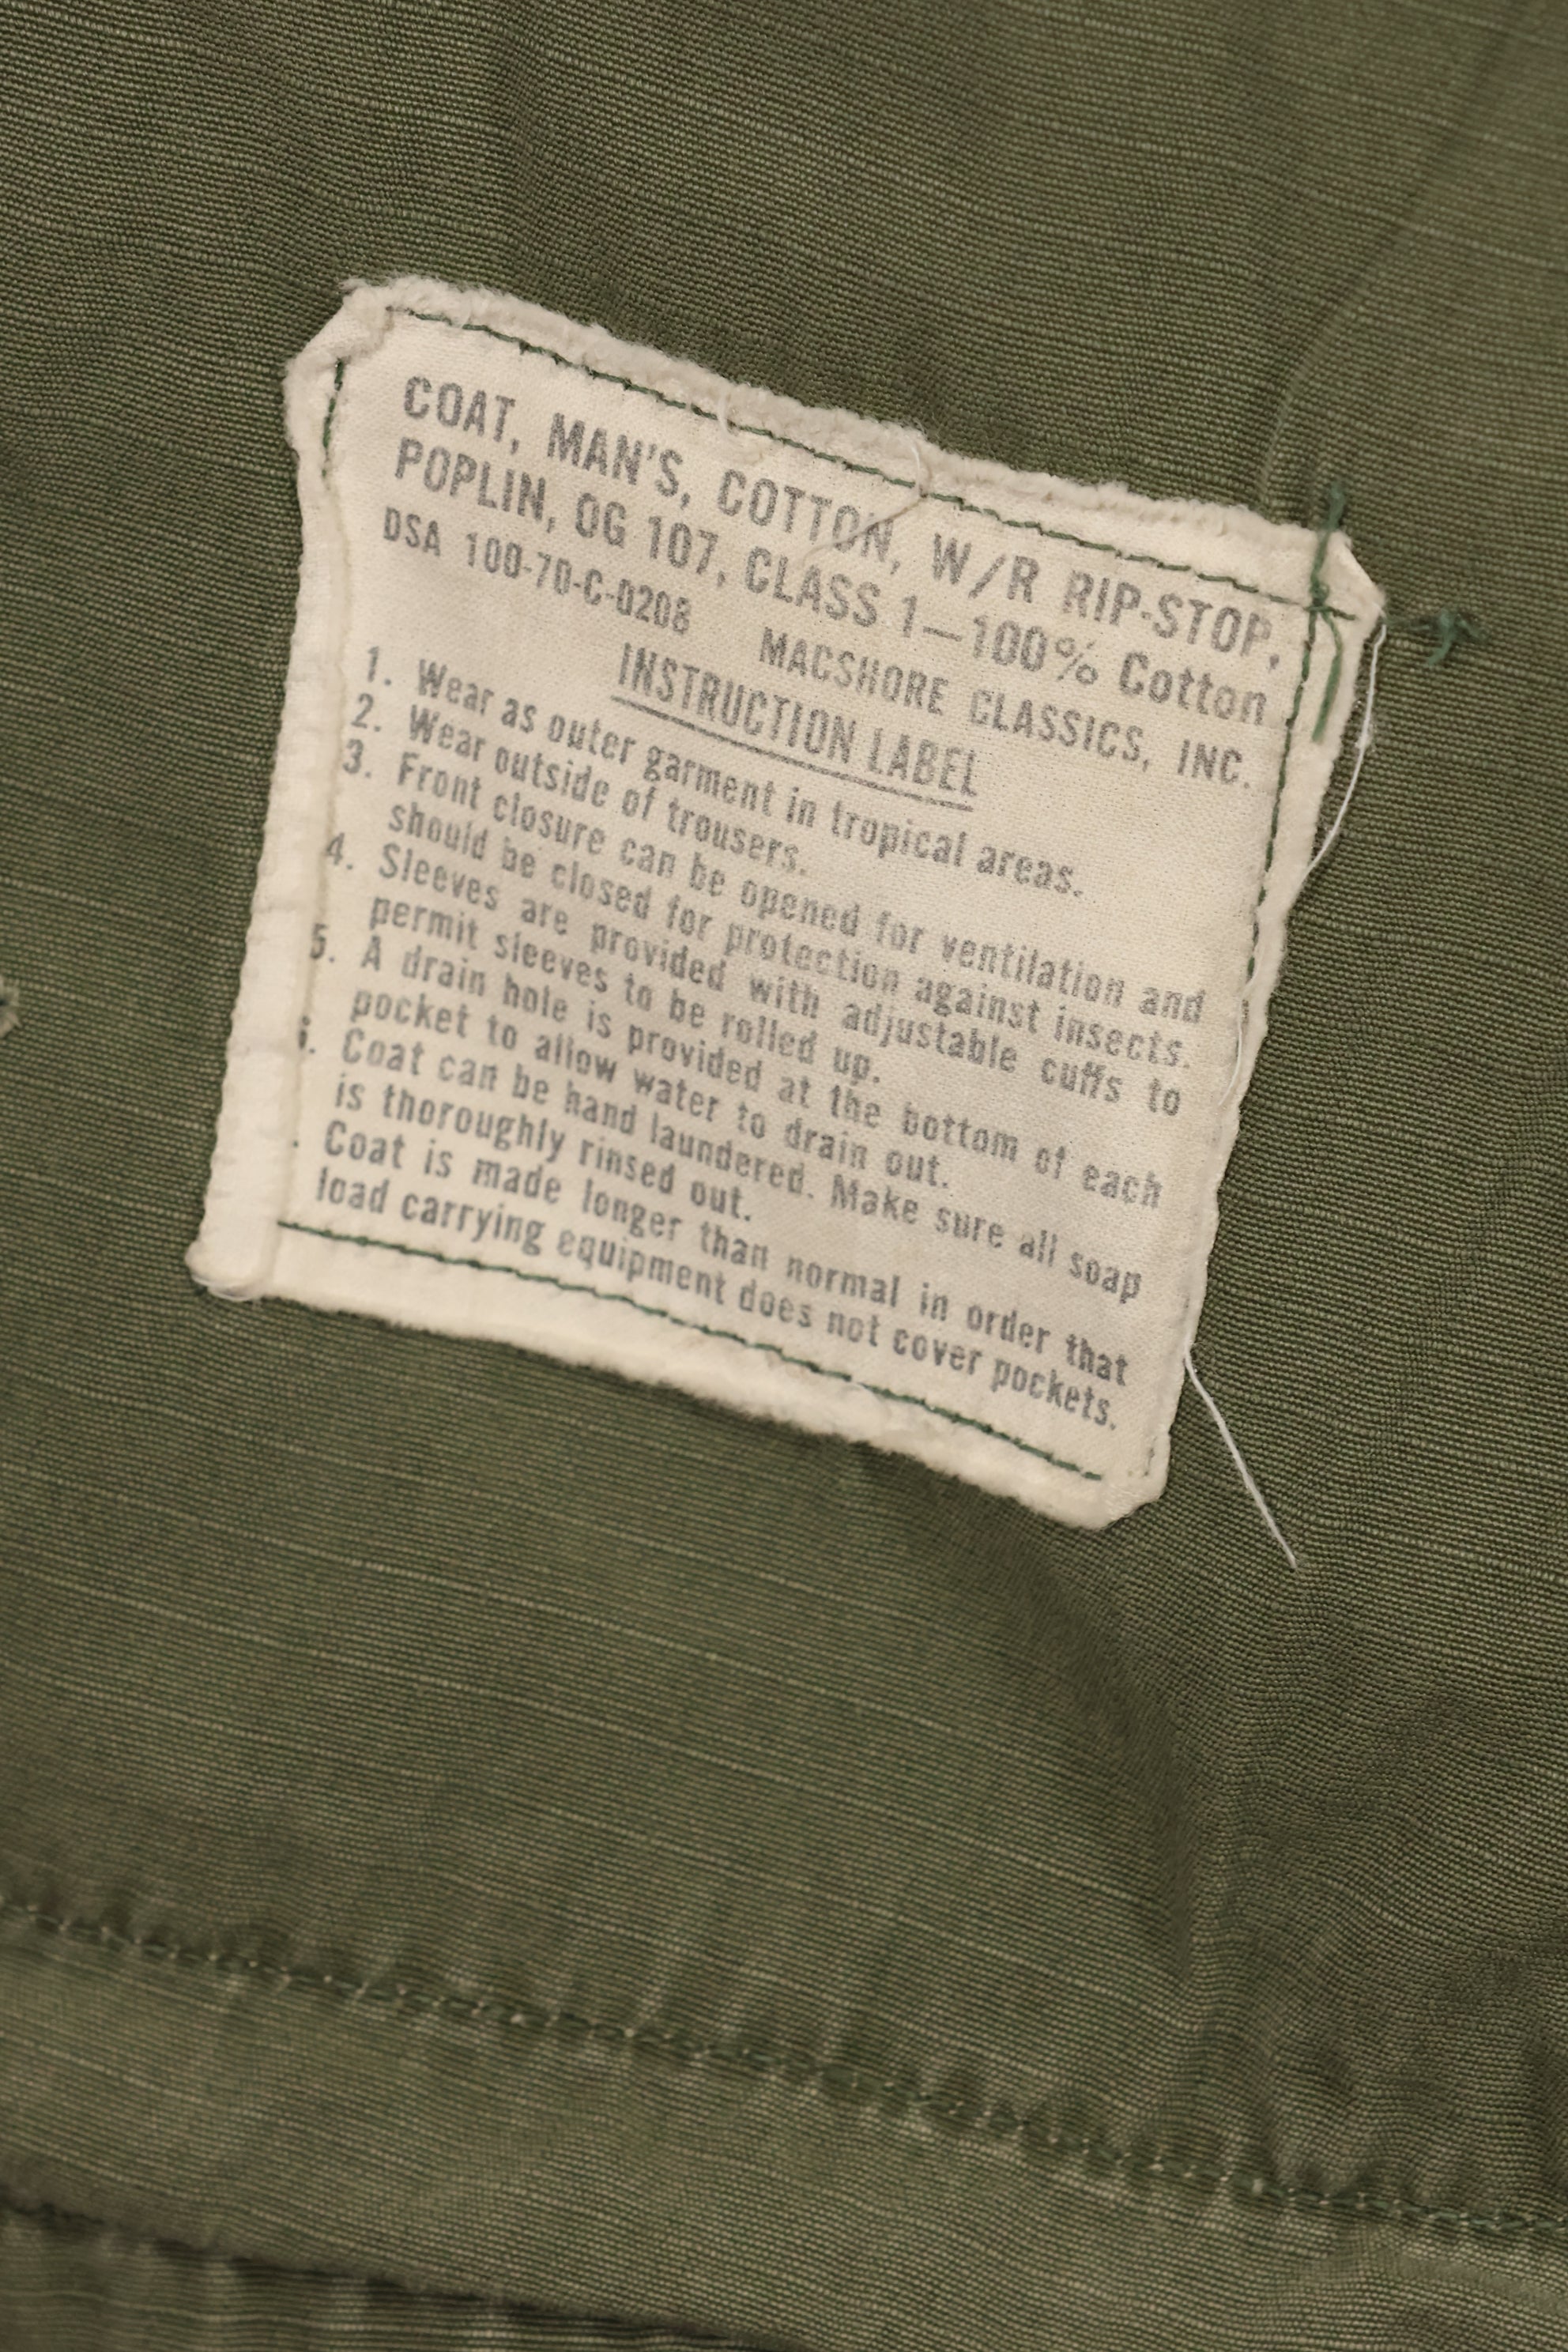 COAT, MAN'S, COTTON, W/R RIP-STOP,
POPLIN, OG 107, CLASS 1—100% Cotton
DSA 100-70-C-0208 MACSHORE CLASSICS, INC.
INSTRUCTION LABEL
1. Wear as outer garment in tropical areas.
2. Wear outside of trousers.
3. Front closure can be opened for ventilation and
should be closed for protection against insects.
4. Sleeves are provided with adjustable cuffs to
permit sleeves to be rolled up.
5. A drain hole is provided at the bottom of each
pocket to allow water to drain out.
Coat can be hand laundered. Make sure all soap
is thoroughly rinsed out.
Coat is made longer than normal in order that
load carrying equipment does not cover pockets.